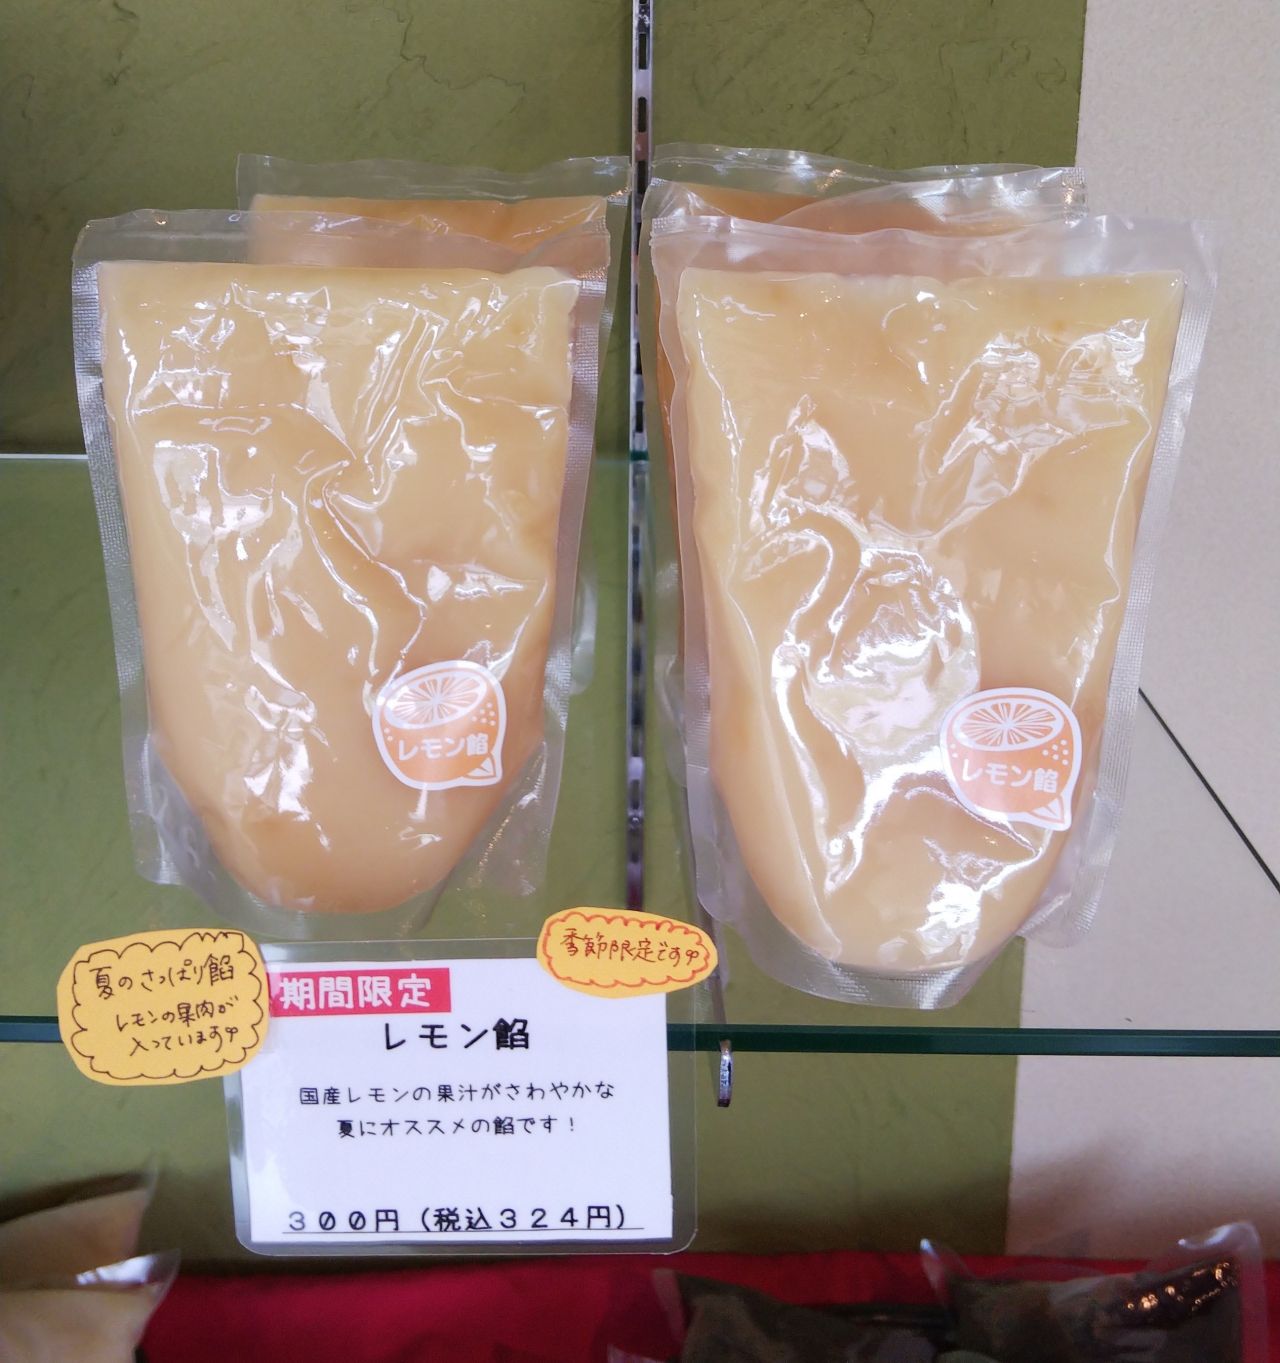 レモン餡
レモン餡
季節限定です
夏のさっぱり餡
レモンの果肉が
入っています
期間限定
レモン餡
国産レモンの果汁がさわやかな
夏にオススメの餡です！
３００円（税込３２４円）